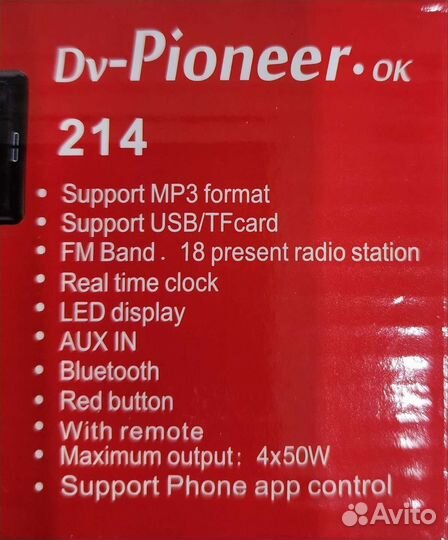 Dv-Pioneer.OK
214
• Support MP3 format
• Support USB/TFcard
• FM Band . 18 present radio station
• Real time clock
• LED display
• AUX IN
• Bluetooth
• Red button
• With remote
• Maximum output: 4x50W
• Support Phone app control
Avito